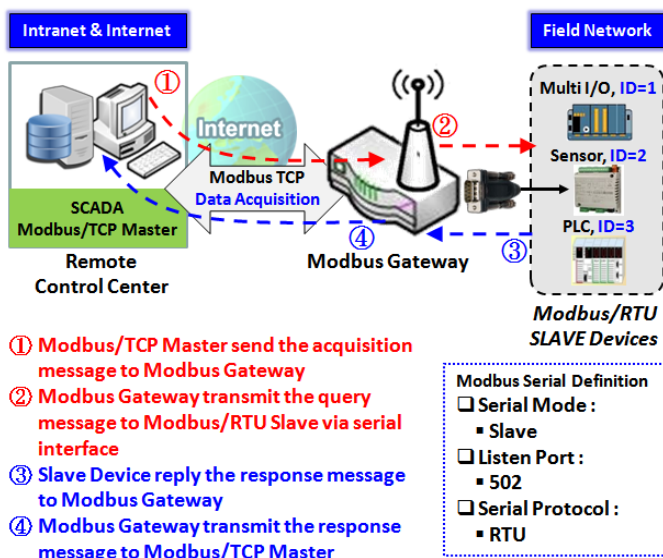 Intranet & Internet
Field Network
①
Internet
Modbus TCP
Data Acquisition
②
Multi I/O, ID=1
Sensor, ID=2
PLC, ID=3
SCADA
Modbus/TCP Master
④
③
Remote
Control Center
Modbus Gateway
Modbus/RTU
SLAVE Devices
① Modbus/TCP Master send the acquisition
message to Modbus Gateway
② Modbus Gateway transmit the query
message to Modbus/RTU Slave via serial
interface
③ Slave Device reply the response message
to Modbus Gateway
④ Modbus Gateway transmit the response
message to Modbus/TCP Master
Modbus Serial Definition
❑ Serial Mode :
▪ Slave
❑ Listen Port :
▪ 502
❑ Serial Protocol :
▪ RTU